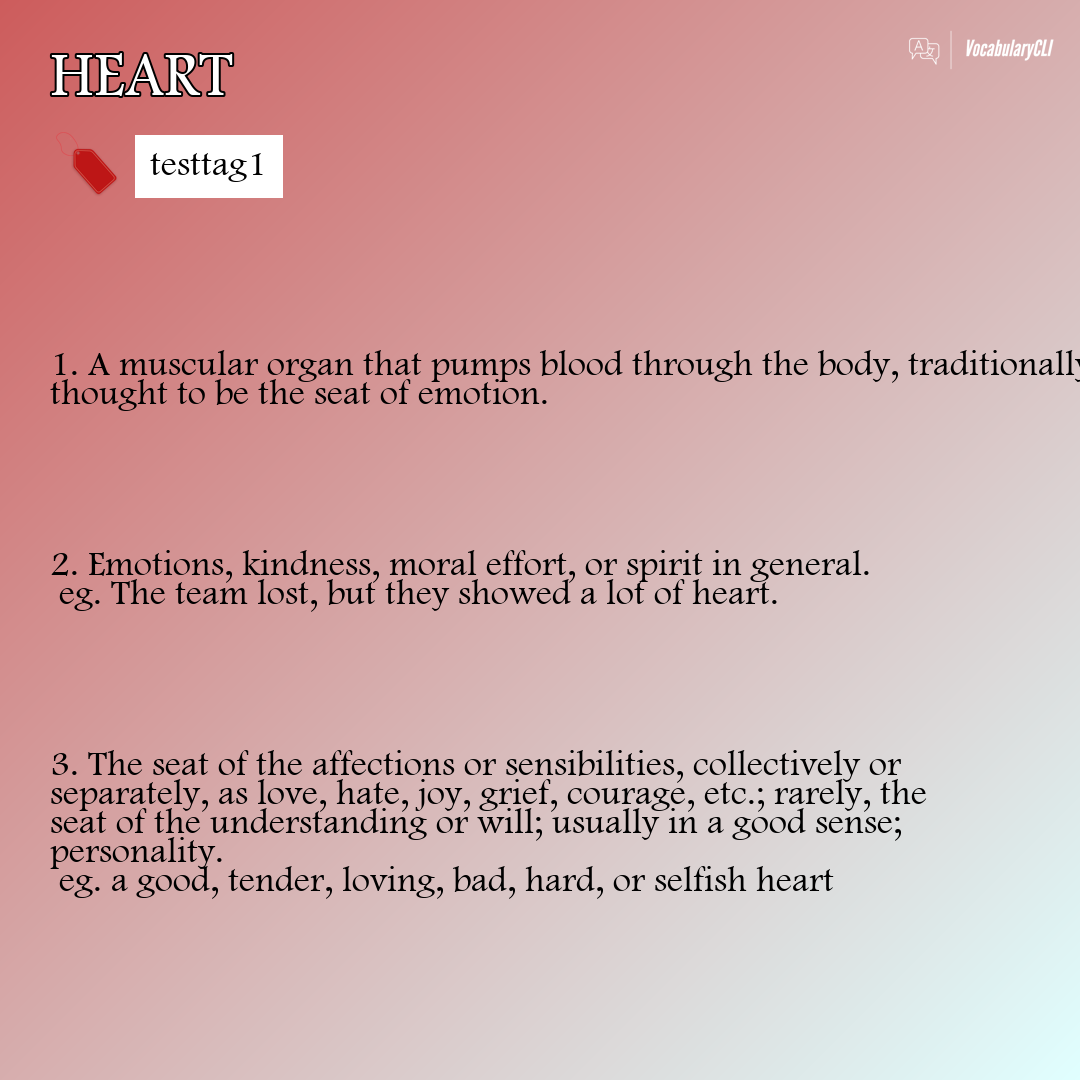 HEART
VocabularyCLI
testtag1
1. A muscular organ that pumps blood through the body, traditionally
thought to be the seat of emotion.
2. Emotions, kindness, moral effort, or spirit in general.
eg. The team lost, but they showed a lot of heart.
3. The seat of the affections or sensibilities, collectively or
separately, as love, hate, joy, grief, courage, etc.; rarely, the
seat of the understanding or will; usually in a good sense;
personality.
eg. a good, tender, loving, bad, hard, or selfish heart